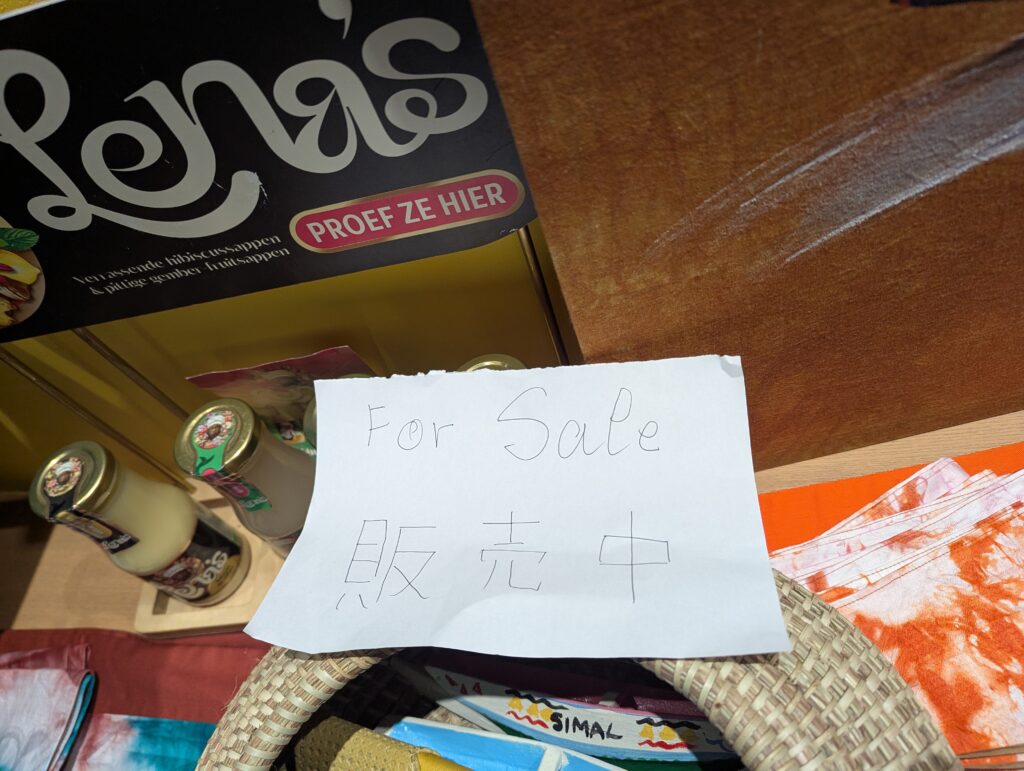 Lena's
PROEF ZE HIER
Verrassende hibiscussappen
& pittige gember-fruitsappen
For Sale
販売中
SIMAL